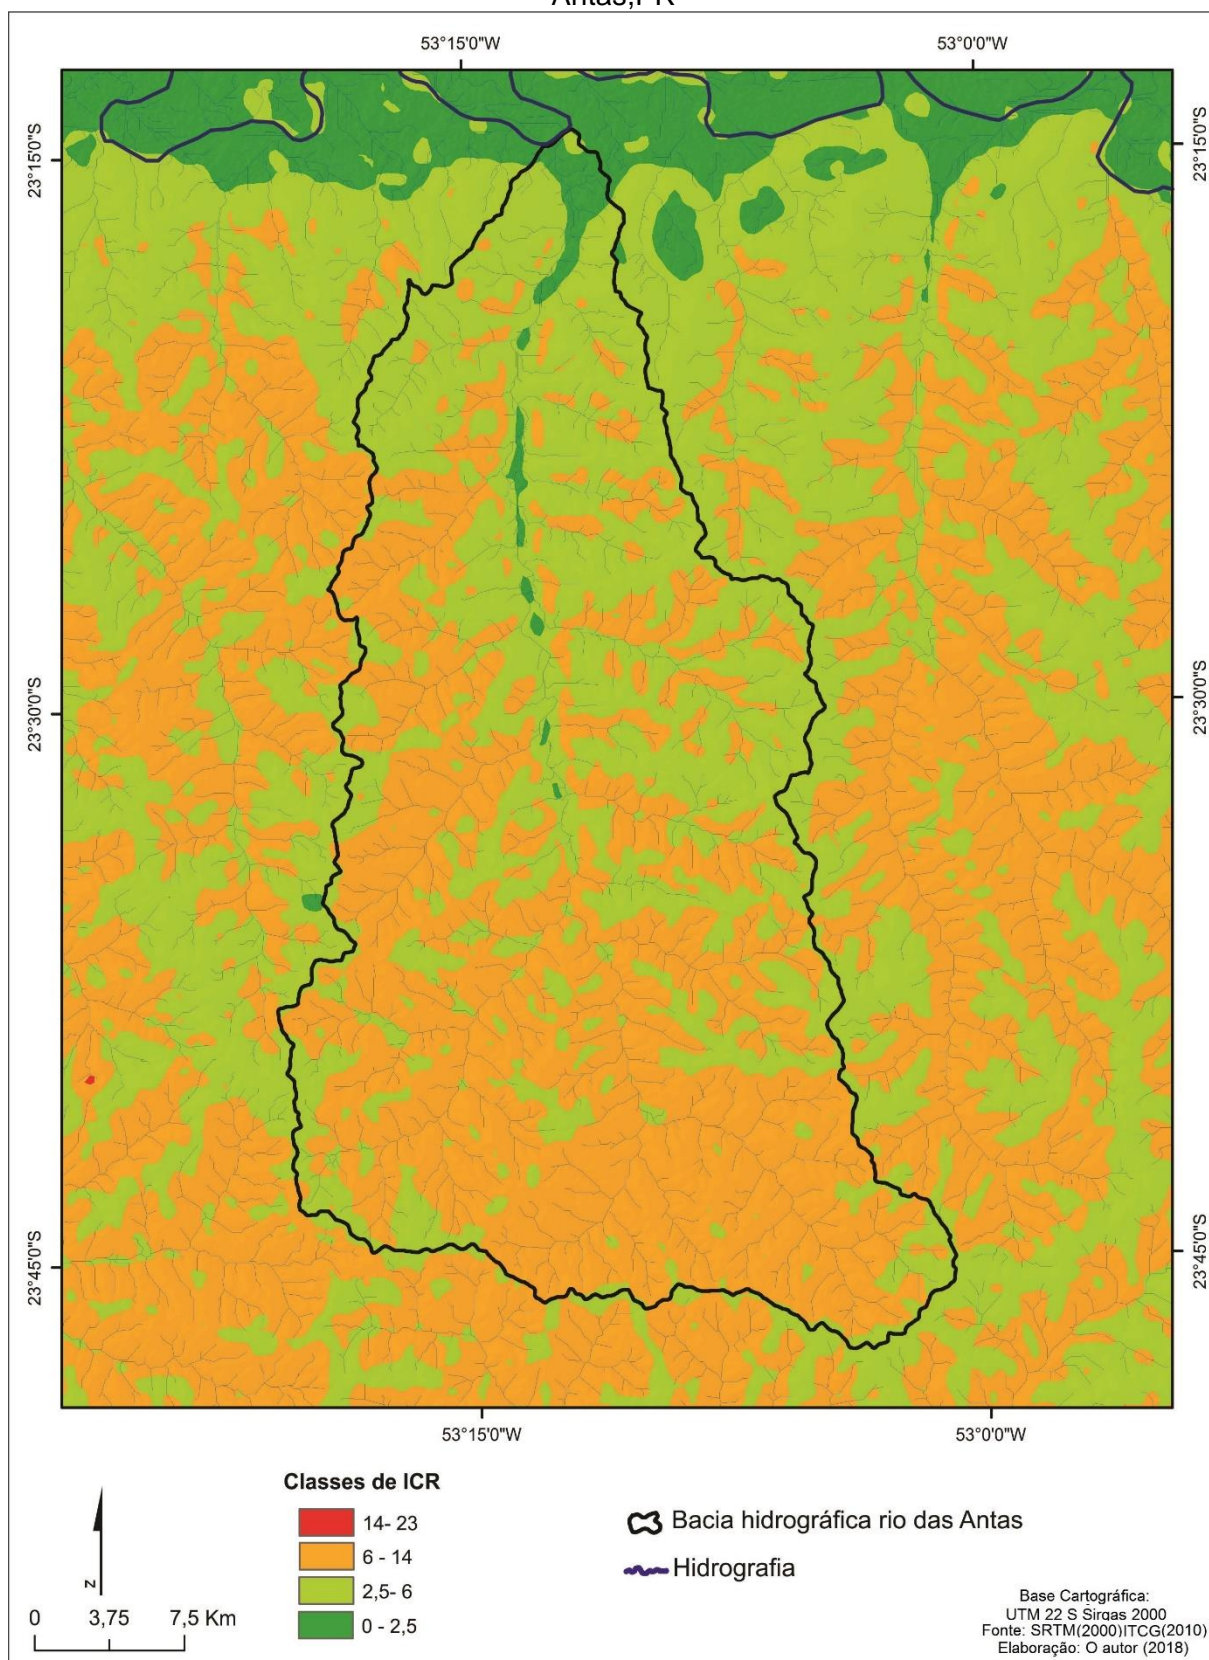 Antas,PR
53°15'0"W
53°0'0"W
23°15'0"S
23°15'0"S
23°30'0"S
23°30'0"S
23°45'0"S
23°45'0"S
53°15'0"W
53°0'0"W
Classes de ICR
14- 23
6 - 14
2,5- 6
0 - 2,5
Bacia hidrográfica rio das Antas
Hidrografia
z
0 3,75 7,5 Km
Base Cartográfica:
UTM 22 S Sirgas 2000
Fonte: SRTM(2000)ITCG(2010)
Elaboração: O autor (2018)